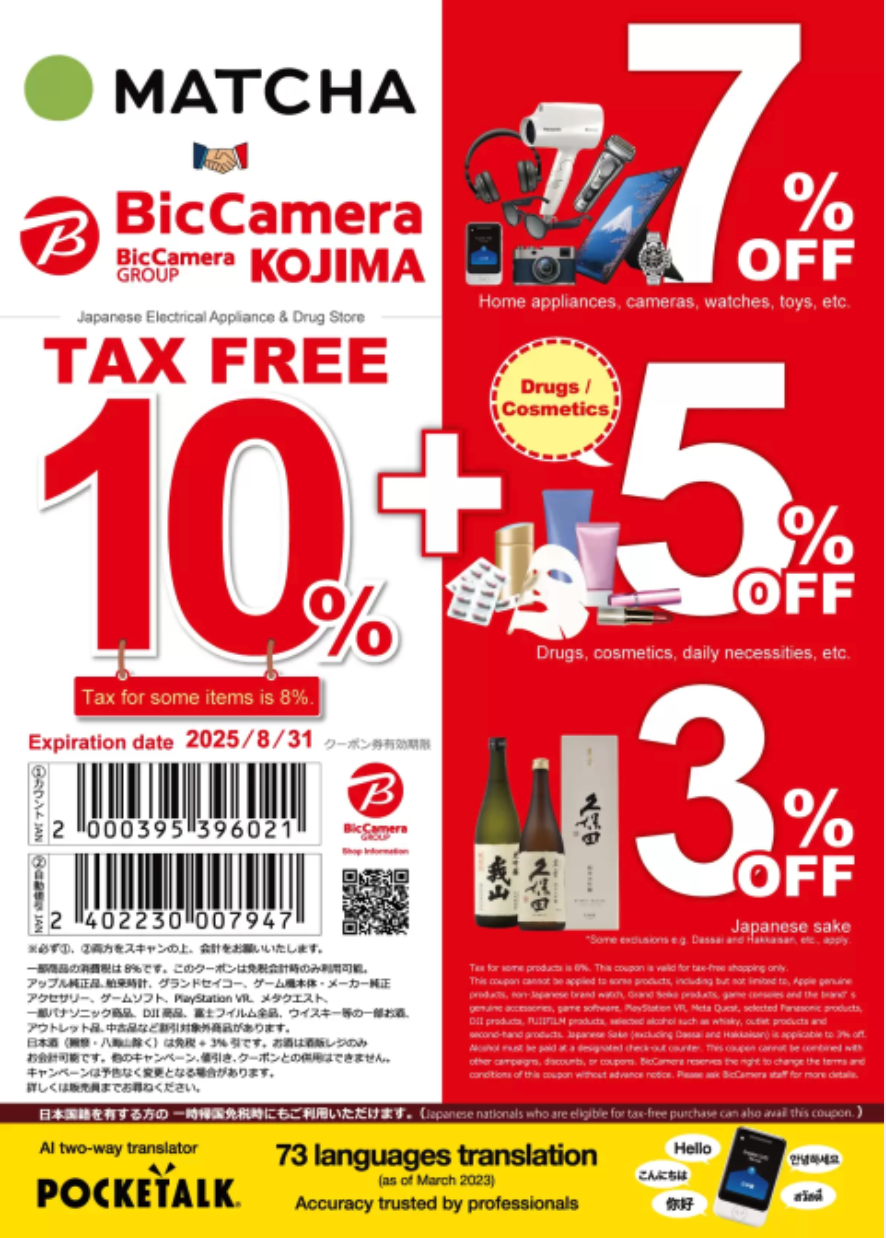 MATCHA
BicCamera
BicCamera
GROUP
KOJIMA
Japanese Electrical Appliance & Drug Store
TAX FREE
10%
Tax for some items is 8%.
+
7%
OFF
Home appliances, cameras, watches, toys, etc.
Drugs /
Cosmetics
5%
OFF
Drugs, cosmetics, daily necessities, etc.
3%
OFF
久保田
久保田
我山
Japanese sake
*Some exclusions e.g. Dassai and Hakkaisan, etc., apply.
Expiration date 2025/8/31 クーポン券有効期限
①カウント JAN
2 000395 396021
②自動値引 JAN
2 402230 007947
BicCamera
GROUP
Shop Information
※必ず①、②両方をスキャンの上、会計をお願いいたします。
一部商品の消費税は8%です。このクーポンは免税会計時のみ利用可能。
アップル純正品、舶来時計、グランドセイコー、ゲーム機本体・メーカー純正
アクセサリー、ゲームソフト、PlayStation VR、メタクエスト、
一部パナソニック商品、DJI 商品、富士フイルム全品、ウイスキー等の一部お酒、
アウトレット品、中古品など割引対象外商品があります。
日本酒（獺祭・八海山除く）は免税 + 3% 引です。お酒は酒販レジのみ
お会計可能です。他のキャンペーン、値引き、クーポンとの併用はできません。
キャンペーンは予告なく変更となる場合があります。
詳しくは販売員までお尋ねください。
Tax for some products is 8%. This coupon is valid for tax-free shopping only.
This coupon cannot be applied to some products, including but not limited to, Apple genuine
products, non-Japanese brand watch, Grand Seiko products, game consoles and the brand's
genuine accessories, game software, PlayStation VR, Meta Quest, selected Panasonic products,
DJI products, FUJIFILM products, selected alcohol such as whisky, outlet products and
second-hand products. Japanese Sake (excluding Dassai and Hakkaisan) is applicable to 3% off.
Alcohol must be paid at a designated check-out counter. This coupon cannot be combined with
other campaigns, discounts, or coupons. BicCamera reserves the right to change the terms and
conditions of this coupon without advance notice. Please ask BicCamera staff for more details.
日本国籍を有する方の 一時帰国免税時にもご利用いただけます。(Japanese nationals who are eligible for tax-free purchase can also avail this coupon.)
AI two-way translator
POCKETALK.
73 languages translation
(as of March 2023)
Accuracy trusted by professionals
Hello
こんにちは
你好
안녕하세요
สวัสดี